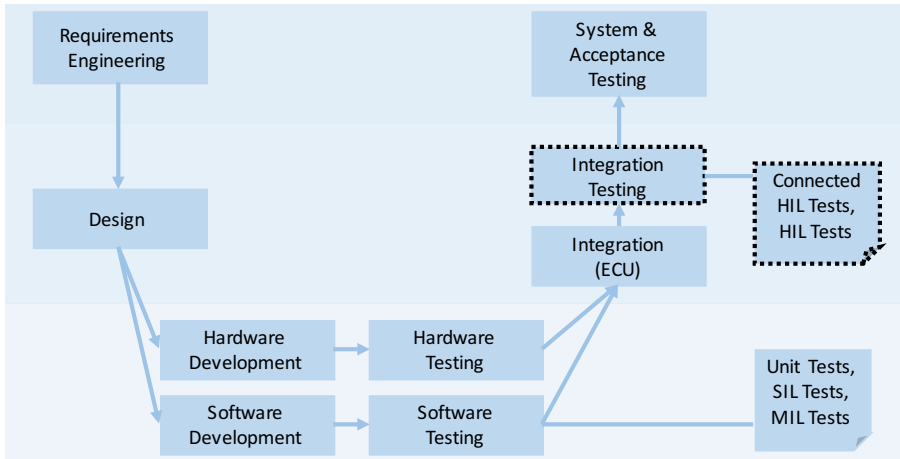 Requirements
Engineering
System &
Acceptance
Testing
Integration
Testing
Connected
HIL Tests,
HIL Tests
Design
Integration
(ECU)
Hardware
Development
Hardware
Testing
Unit Tests,
SIL Tests,
MIL Tests
Software
Development
Software
Testing